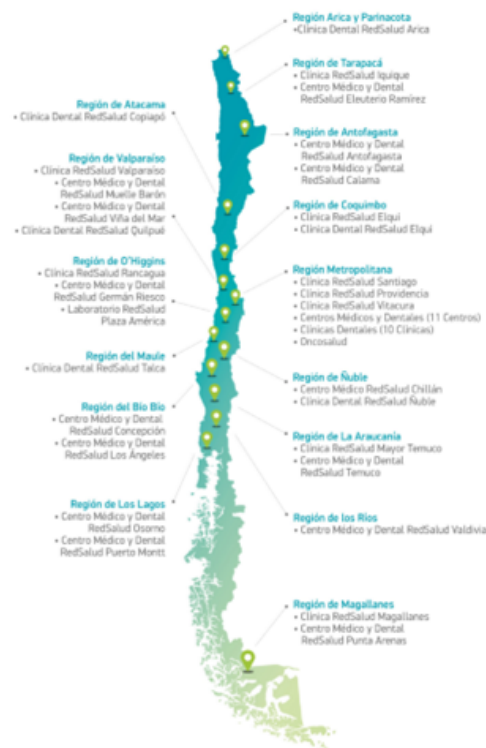 Región Arica y Parinacota
•Clínica Dental RedSalud Arica
Región de Tarapacá
• Clínica RedSalud Iquique
• Centro Médico y Dental
RedSalud Eleuterio Ramírez
Región de Atacama
• Clínica Dental RedSalud Copiapó
Región de Antofagasta
• Centro Médico y Dental
RedSalud Antofagasta
• Centro Médico y Dental
RedSalud Calama
Región de Valparaíso
• Clínica RedSalud Valparaíso
• Centro Médico y Dental
RedSalud Muelle Barón
• Centro Médico y Dental
RedSalud Viña del Mar
• Clínica Dental RedSalud Quilpué
Región de Coquimbo
• Clínica RedSalud Elqui
• Clínica Dental RedSalud Elqui
Región de O'Higgins
• Clínica RedSalud Rancagua
• Centro Médico y Dental
RedSalud Germán Riesco
• Laboratorio RedSalud
Plaza América
Región Metropolitana
• Clínica RedSalud Santiago
• Clínica RedSalud Providencia
• Clínica RedSalud Vitacura
• Centros Médicos y Dentales (11 Centros)
• Clínicas Dentales (10 Clínicas)
• Oncosalud
Región del Maule
• Clínica Dental RedSalud Talca
Región de Ñuble
• Centro Médico RedSalud Chillán
• Clínica Dental RedSalud Ñuble
Región del Bío Bío
• Centro Médico y Dental
RedSalud Concepción
• Centro Médico y Dental
RedSalud Los Ángeles
Región de La Araucanía
• Clínica RedSalud Mayor Temuco
• Centro Médico y Dental
RedSalud Temuco
Región de Los Lagos
• Centro Médico y Dental
RedSalud Osorno
• Centro Médico y Dental
RedSalud Puerto Montt
Región de los Ríos
• Centro Médico y Dental RedSalud Valdivia
Región de Magallanes
• Clínica RedSalud Magallanes
• Centro Médico y Dental
RedSalud Punta Arenas